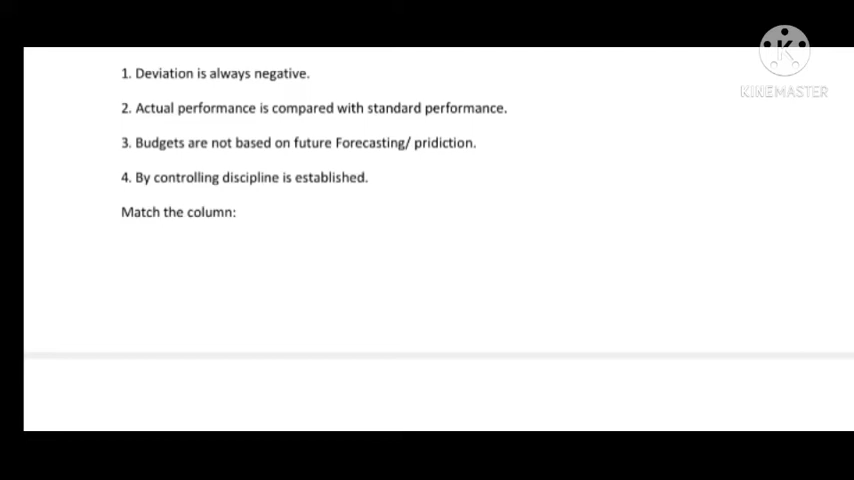 KINEMASTER
1. Deviation is always negative.
2. Actual performance is compared with standard performance.
3. Budgets are not based on future Forecasting/ pridiction.
4. By controlling discipline is established.
Match the column: